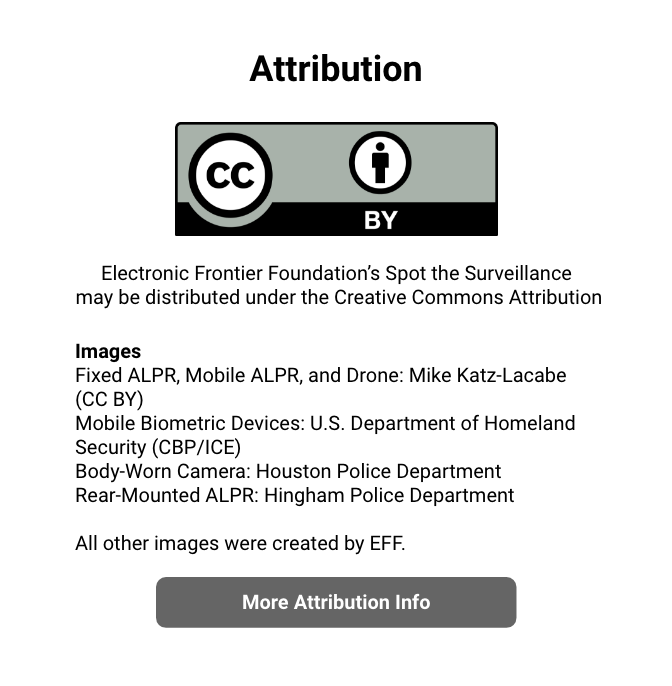 Attribution
CC
BY
Electronic Frontier Foundation’s Spot the Surveillance
may be distributed under the Creative Commons Attribution
Images
Fixed ALPR, Mobile ALPR, and Drone: Mike Katz-Lacabe
(CC BY)
Mobile Biometric Devices: U.S. Department of Homeland
Security (CBP/ICE)
Body-Worn Camera: Houston Police Department
Rear-Mounted ALPR: Hingham Police Department
All other images were created by EFF.
More Attribution Info